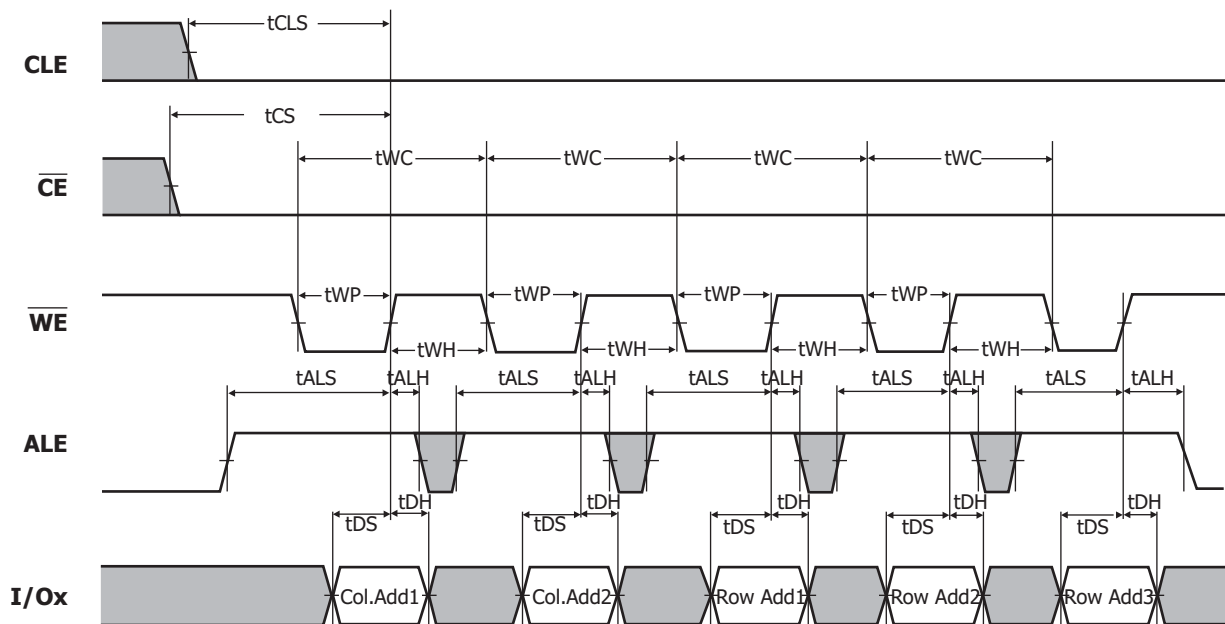 tCLS
CLE
tCS
tWC tWC tWC tWC
CE
tWP tWP tWP tWP
WE
tWH tWH tWH tWH
tALS tALH tALS tALH tALS tALH tALS tALH tALS tALH
ALE
tDH tDH tDH tDH tDH
tDS tDS tDS tDS tDS
I/Ox Col.Add1 Col.Add2 Row Add1 Row Add2 Row Add3